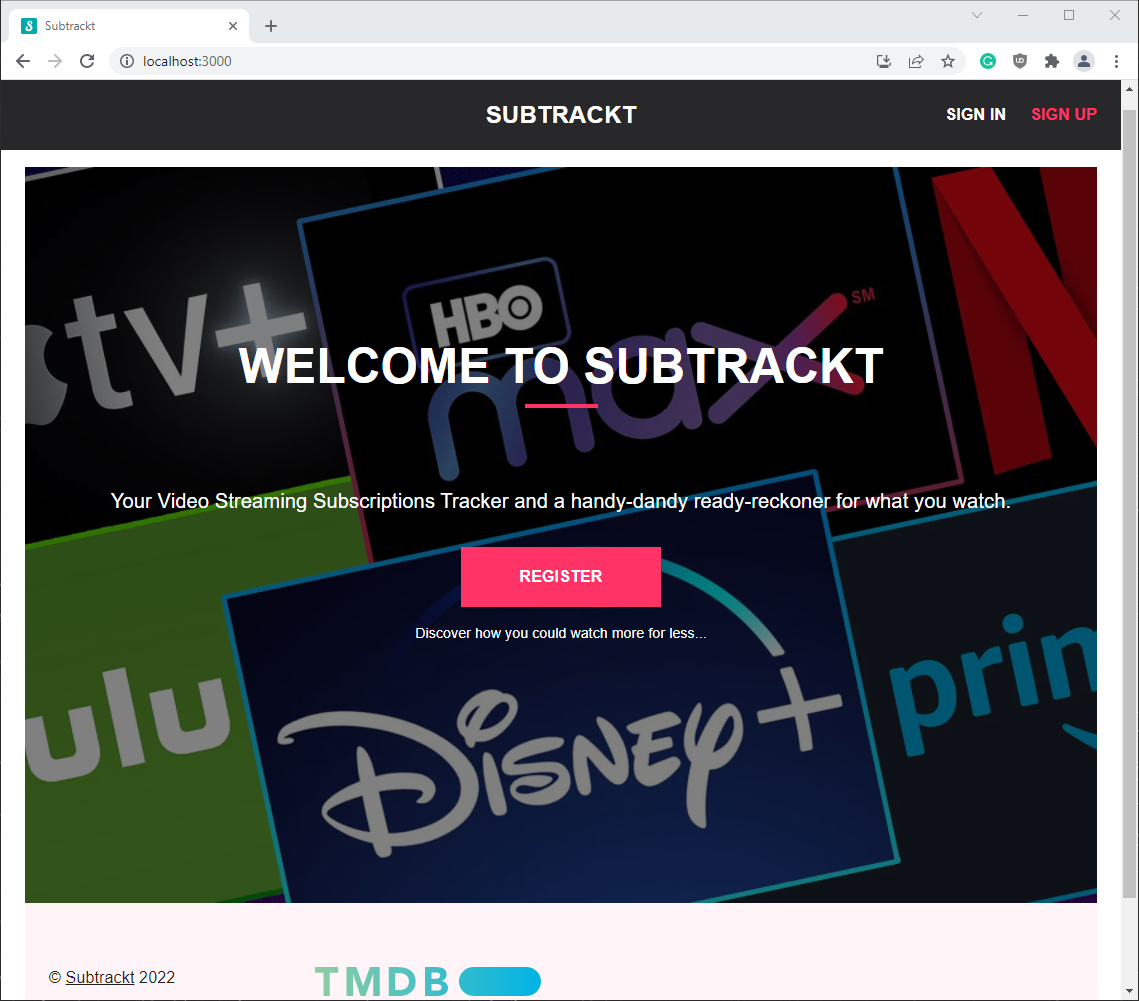 Subtrackt
localhost:3000
SUBTRACKT
SIGN IN
SIGN UP
tv+
HBO
max
SM
WELCOME TO SUBTRACKT
Your Video Streaming Subscriptions Tracker and a handy-dandy ready-reckoner for what you watch.
REGISTER
Discover how you could watch more for less...
ulu
Disney+
prim
© Subtrackt 2022
TMDB